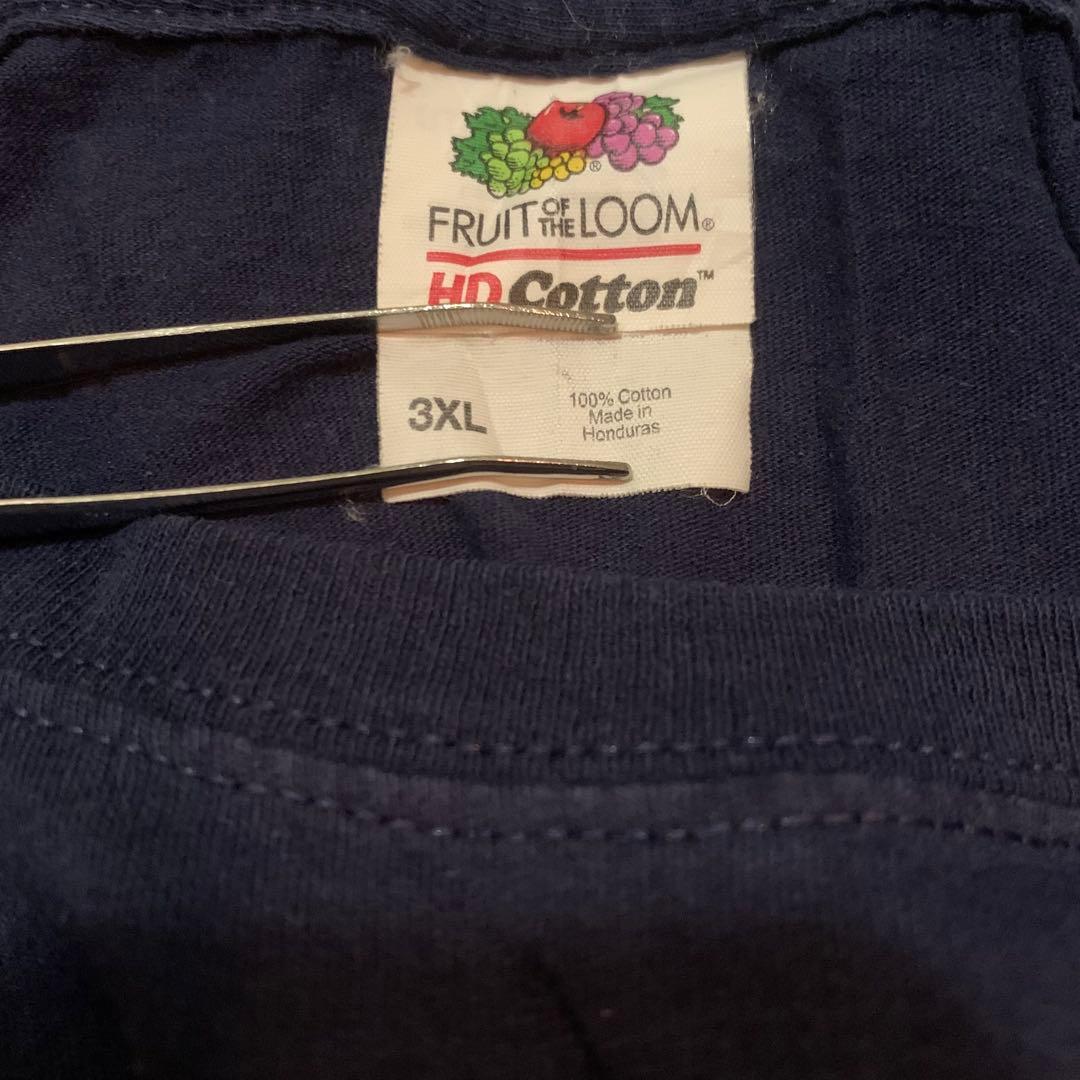 ®
FRUIT OF THE LOOM®
HD Cotton™
3XL
100% Cotton
Made in
Honduras